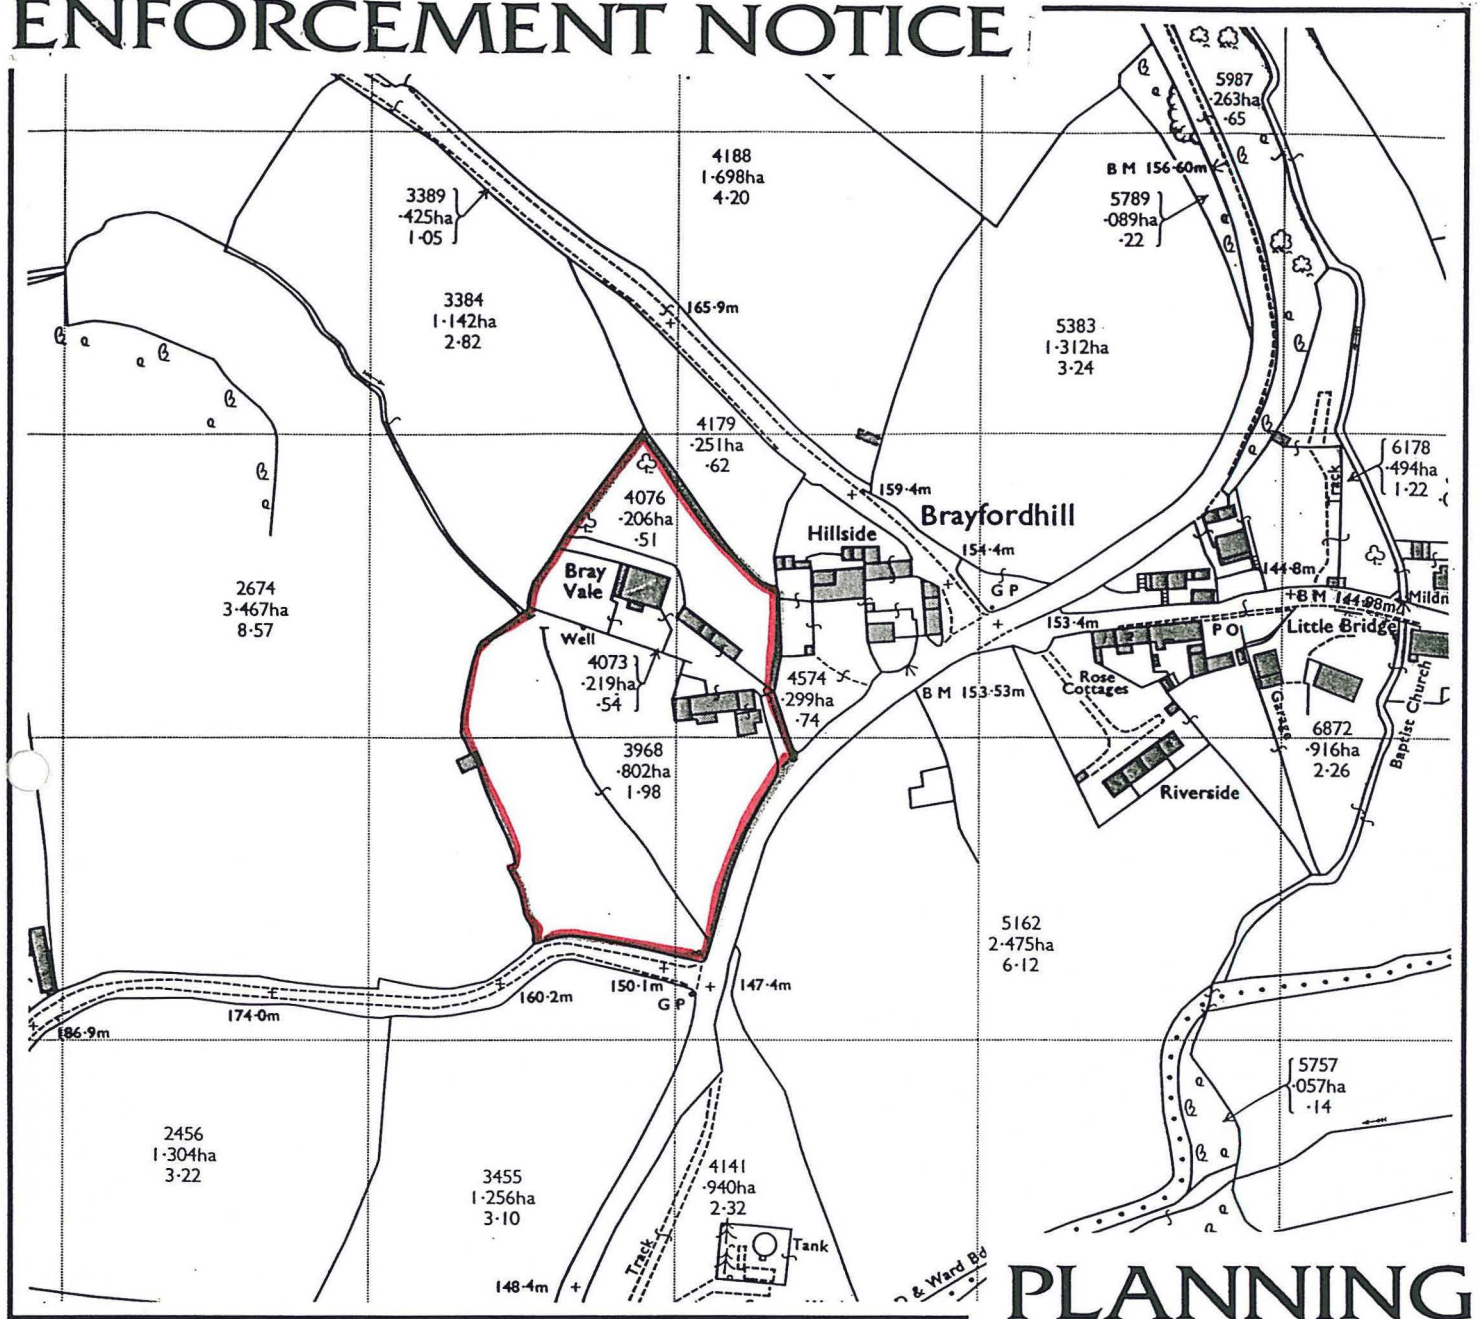 ENFORCEMENT NOTICE
5987
·263ha
·65
B M 156·60m
4188
1·698ha
4·20
3389
·425ha
1·05
5789
·089ha
·22
165·9m
3384
1·142ha
2·82
5383
1·312ha
3·24
4179
·251ha
·62
6178
·494ha
1·22
Track
159·4m
4076
·206ha
·51
Brayfordhill
Hillside
154·4m
G P
144·8m
Bray
Vale
2674
3·467ha
8·57
B M 144·98m
Mildn
153·4m
P O
Little Bridge
Well
4073
·219ha
·54
4574
·299ha
·74
Rose
Cottages
B M 153·53m
Garage
Baptist Church
6872
·916ha
2·26
3968
·802ha
1·98
Riverside
5162
2·475ha
6·12
150·1m
147·4m
160·2m
G P
174·0m
186·9m
5757
·057ha
·14
2456
1·304ha
3·22
3455
1·256ha
3·10
4141
·940ha
2·32
Track
Tank
148·4m
& Ward Bd
PLANNING